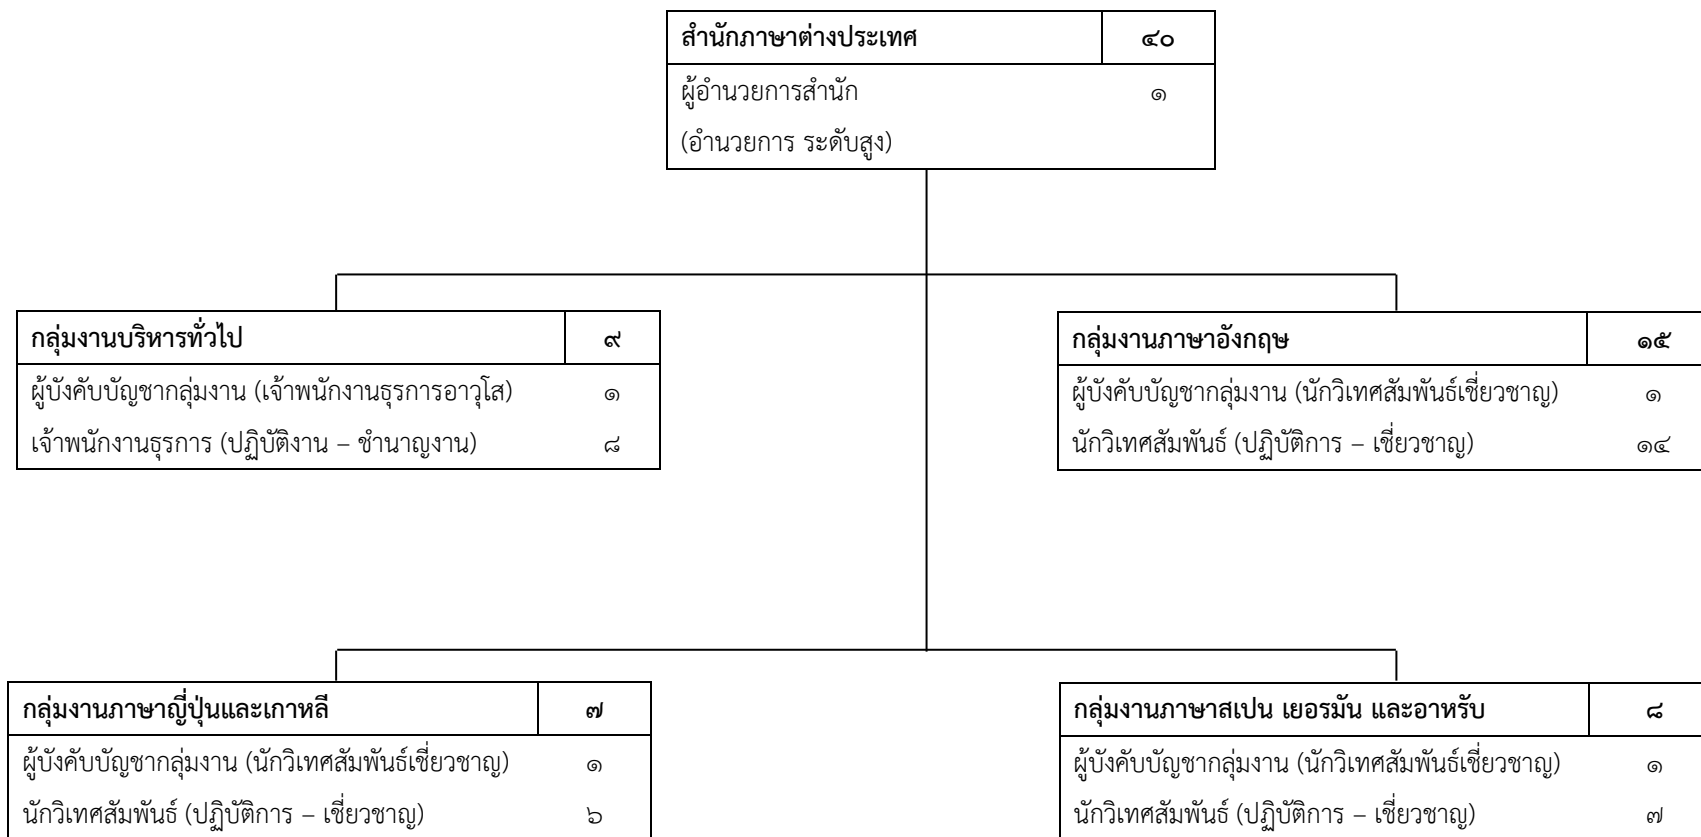 สำนักภาษาต่างประเทศ ๔๐
ผู้อำนวยการสำนัก ๑
(อำนวยการ ระดับสูง)
กลุ่มงานบริหารทั่วไป ๙
ผู้บังคับบัญชากลุ่มงาน (เจ้าพนักงานธุรการอาวุโส) ๑
เจ้าพนักงานธุรการ (ปฏิบัติงาน – ชำนาญงาน) ๘
กลุ่มงานภาษาอังกฤษ ๑๕
ผู้บังคับบัญชากลุ่มงาน (นักวิเทศสัมพันธ์เชี่ยวชาญ) ๑
นักวิเทศสัมพันธ์ (ปฏิบัติการ – เชี่ยวชาญ) ๑๔
กลุ่มงานภาษาญี่ปุ่นและเกาหลี ๗
ผู้บังคับบัญชากลุ่มงาน (นักวิเทศสัมพันธ์เชี่ยวชาญ) ๑
นักวิเทศสัมพันธ์ (ปฏิบัติการ – เชี่ยวชาญ) ๖
กลุ่มงานภาษาสเปน เยอรมัน และอาหรับ ๘
ผู้บังคับบัญชากลุ่มงาน (นักวิเทศสัมพันธ์เชี่ยวชาญ) ๑
นักวิเทศสัมพันธ์ (ปฏิบัติการ – เชี่ยวชาญ) ๗